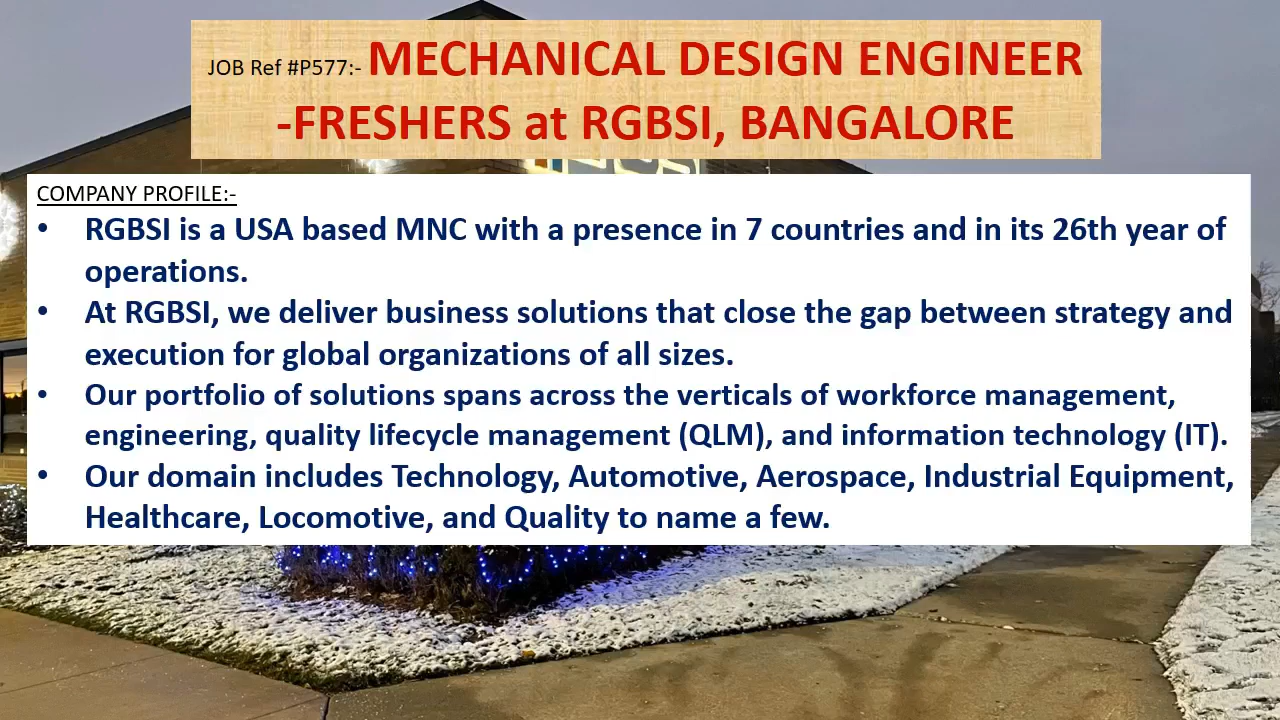 JOB Ref #P577:- MECHANICAL DESIGN ENGINEER
-FRESHERS at RGBSI, BANGALORE
COMPANY PROFILE:-
• RGBSI is a USA based MNC with a presence in 7 countries and in its 26th year of
operations.
• At RGBSI, we deliver business solutions that close the gap between strategy and
execution for global organizations of all sizes.
• Our portfolio of solutions spans across the verticals of workforce management,
engineering, quality lifecycle management (QLM), and information technology (IT).
• Our domain includes Technology, Automotive, Aerospace, Industrial Equipment,
Healthcare, Locomotive, and Quality to name a few.